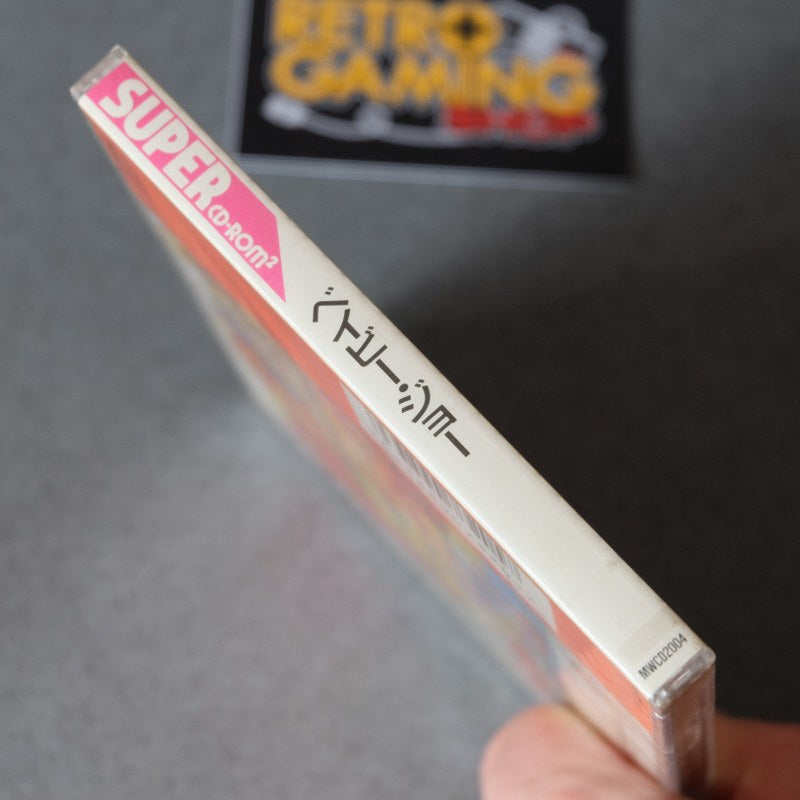 RETRO
GAMING
SUPER
CD-ROM²
ベイビー・ジョー
MWCD2004